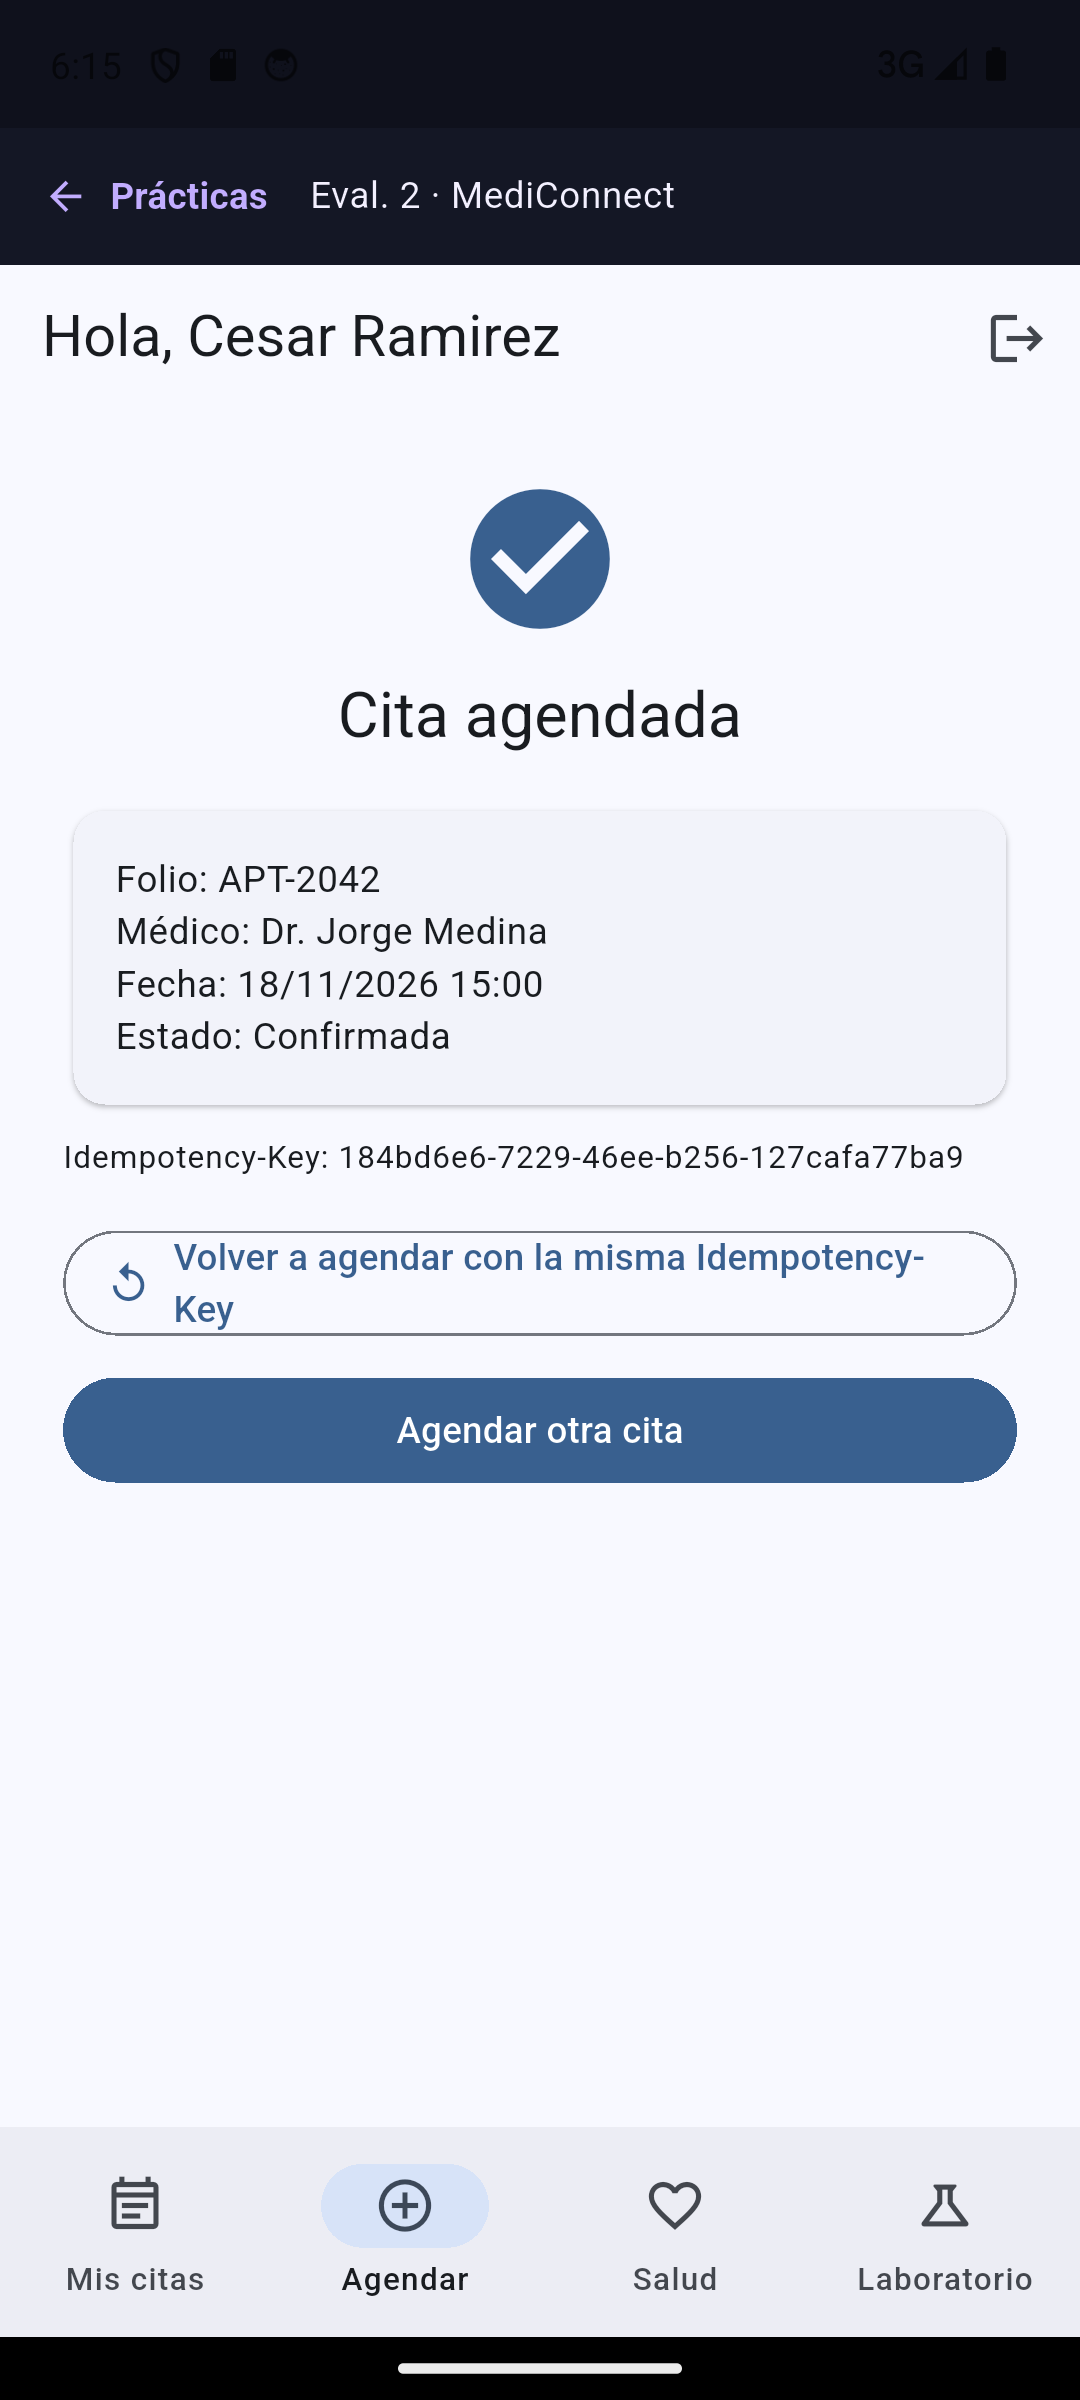 6:15
3G
Prácticas
Eval. 2 · MediConnect
Hola, Cesar Ramirez
Cita agendada
Folio: APT-2042
Médico: Dr. Jorge Medina
Fecha: 18/11/2026 15:00
Estado: Confirmada
Idempotency-Key: 184bd6e6-7229-46ee-b256-127cafa77ba9
Volver a agendar con la misma Idempotency-
Key
Agendar otra cita
Mis citas
Agendar
Salud
Laboratorio